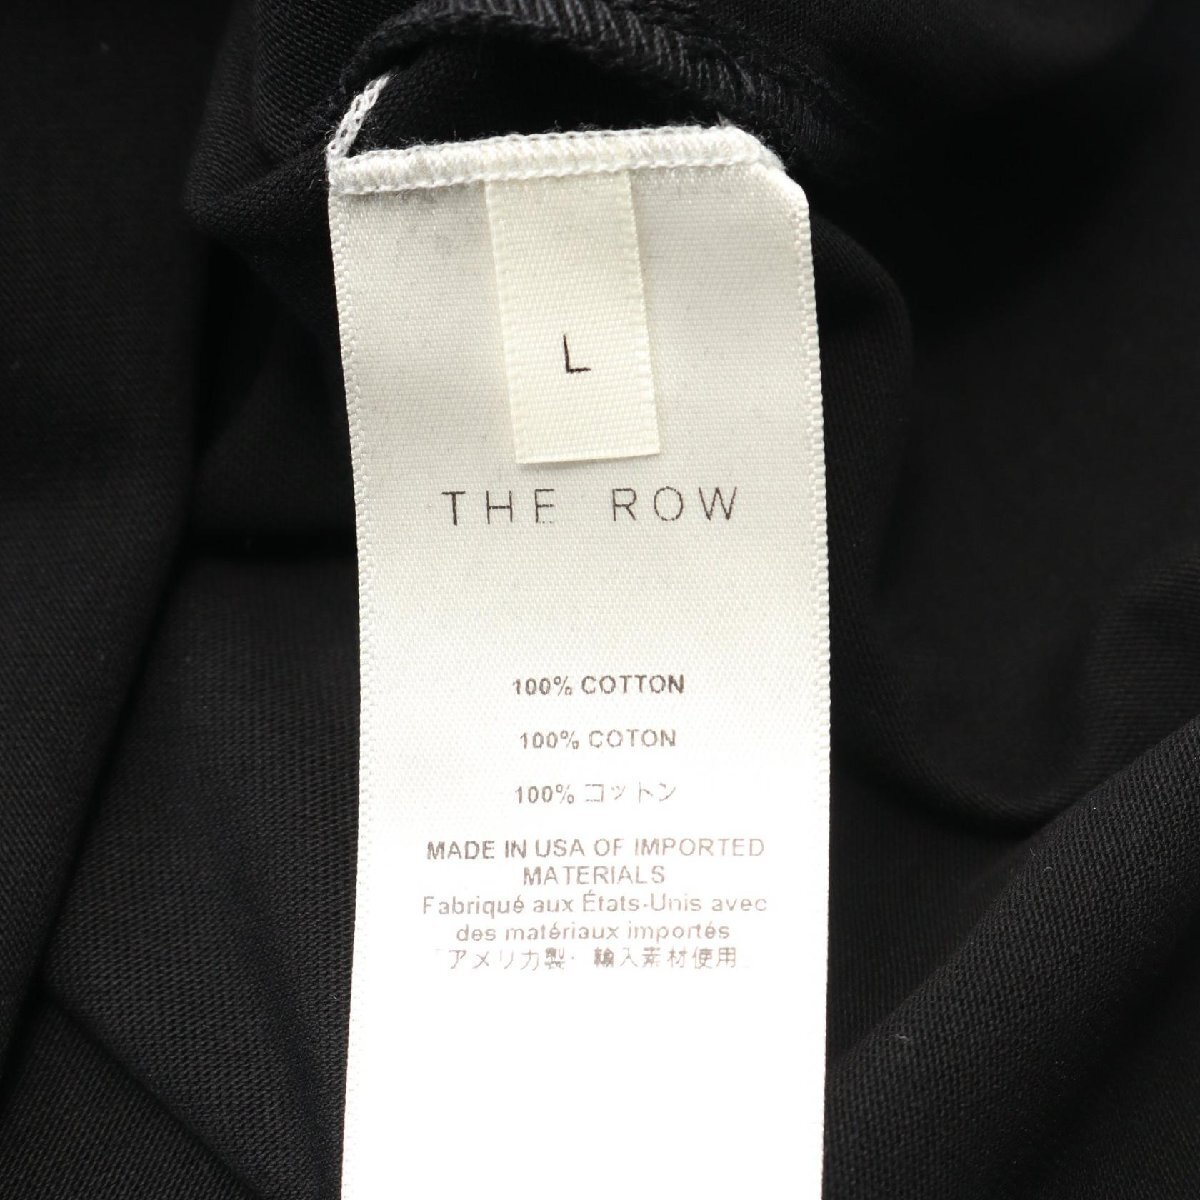 L
THE ROW
100% COTTON
100% COTON
100% コットン
MADE IN USA OF IMPORTED
MATERIALS
Fabriqué aux États-Unis avec
des matériaux importés
「アメリカ製・輸入素材使用」